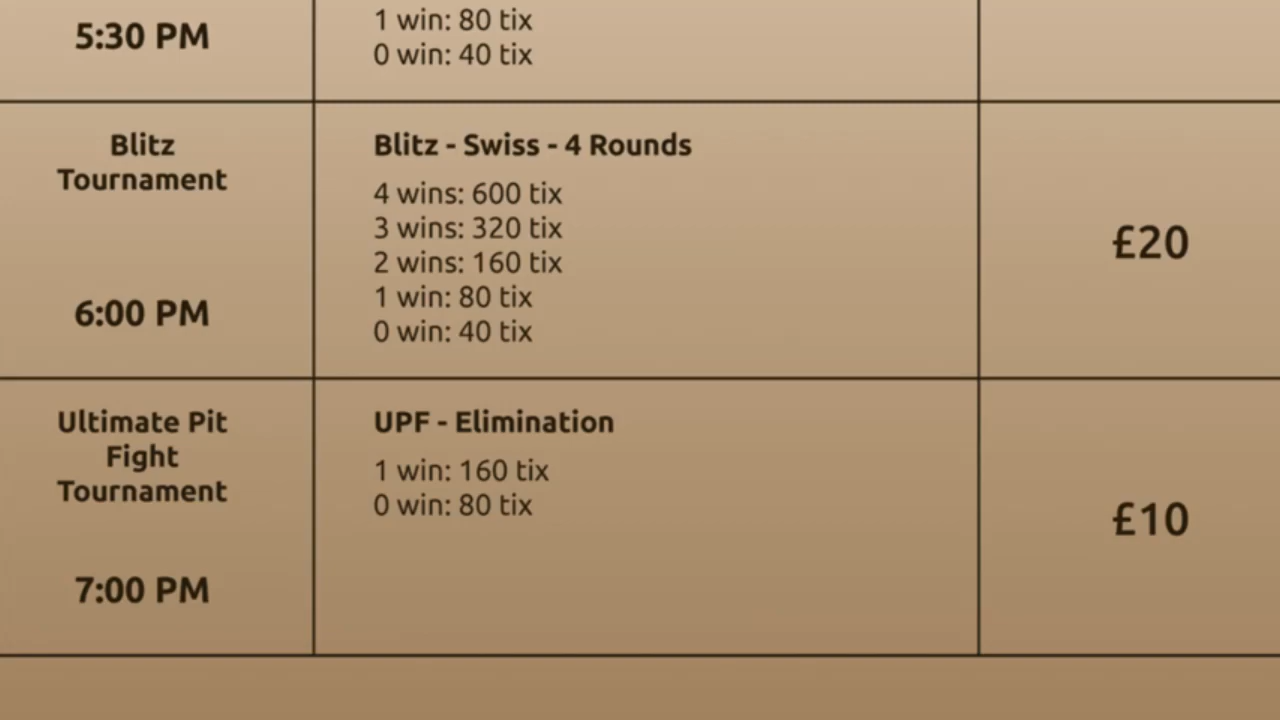 5:30 PM
1 win: 80 tix
0 win: 40 tix
Blitz
Tournament
6:00 PM
Blitz - Swiss - 4 Rounds
4 wins: 600 tix
3 wins: 320 tix
2 wins: 160 tix
1 win: 80 tix
0 win: 40 tix
£20
Ultimate Pit
Fight
Tournament
7:00 PM
UPF - Elimination
1 win: 160 tix
0 win: 80 tix
£10